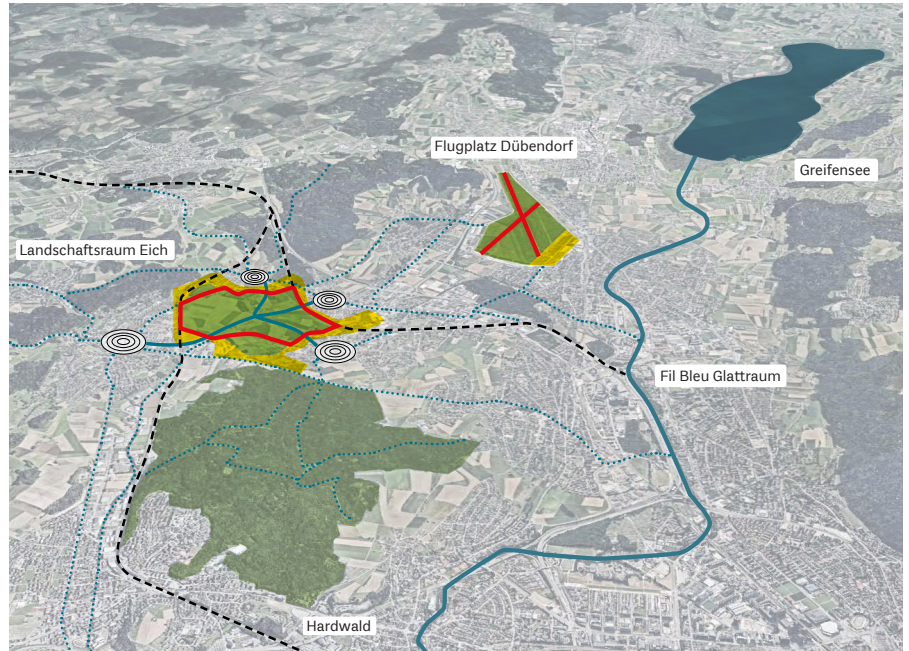 Flugplatz Dübendorf
Greifensee
Landschaftsraum Eich
Fil Bleu Glattraum
Hardwald